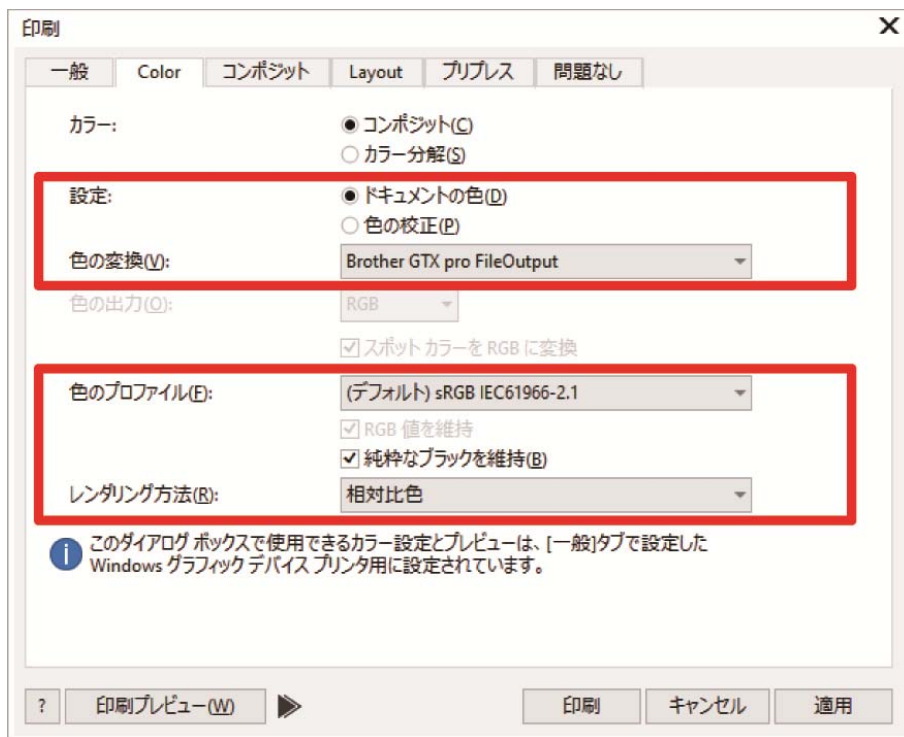 印刷
一般 Color コンポジット Layout プリプレス 問題なし
カラー: コンポジット(C)
カラー分解(S)
設定: ドキュメントの色(D)
色の校正(P)
色の変換(V): Brother GTX pro FileOutput
色の出力(O): RGB
スポット カラーを RGB に変換
色のプロファイル(F): (デフォルト) sRGB IEC61966-2.1
RGB 値を維持
純粋なブラックを維持(B)
レンダリング方法(R): 相対比色
このダイアログ ボックスで使用できるカラー設定とプレビューは、[一般]タブで設定した
Windows グラフィック デバイス プリンタ用に設定されています。
? 印刷プレビュー(W) 印刷 キャンセル 適用